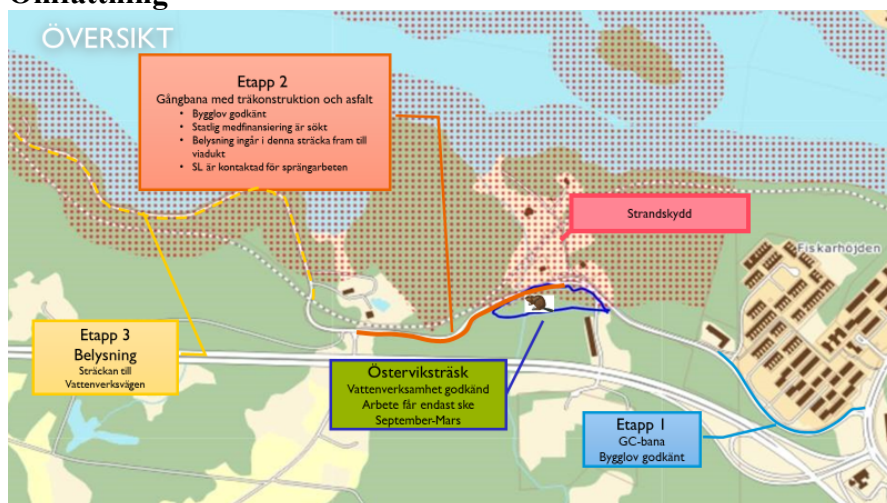 ÖVERSIKT
Etapp 2
Gångbana med träkonstruktion och asfalt
• Bygglov godkänt
• Statlig medfinansiering är sökt
• Belysning ingår i denna sträcka fram till
viadukt
• SL är kontaktad för sprängarbeten
Strandskydd
Fiskarhöjden
Etapp 3
Belysning
Sträckan till
Vattenverksvägen
Österviksträsk
Vattenverksamhet godkänd
Arbete får endast ske
September-Mars
Etapp 1
GC-bana
Bygglov godkänt